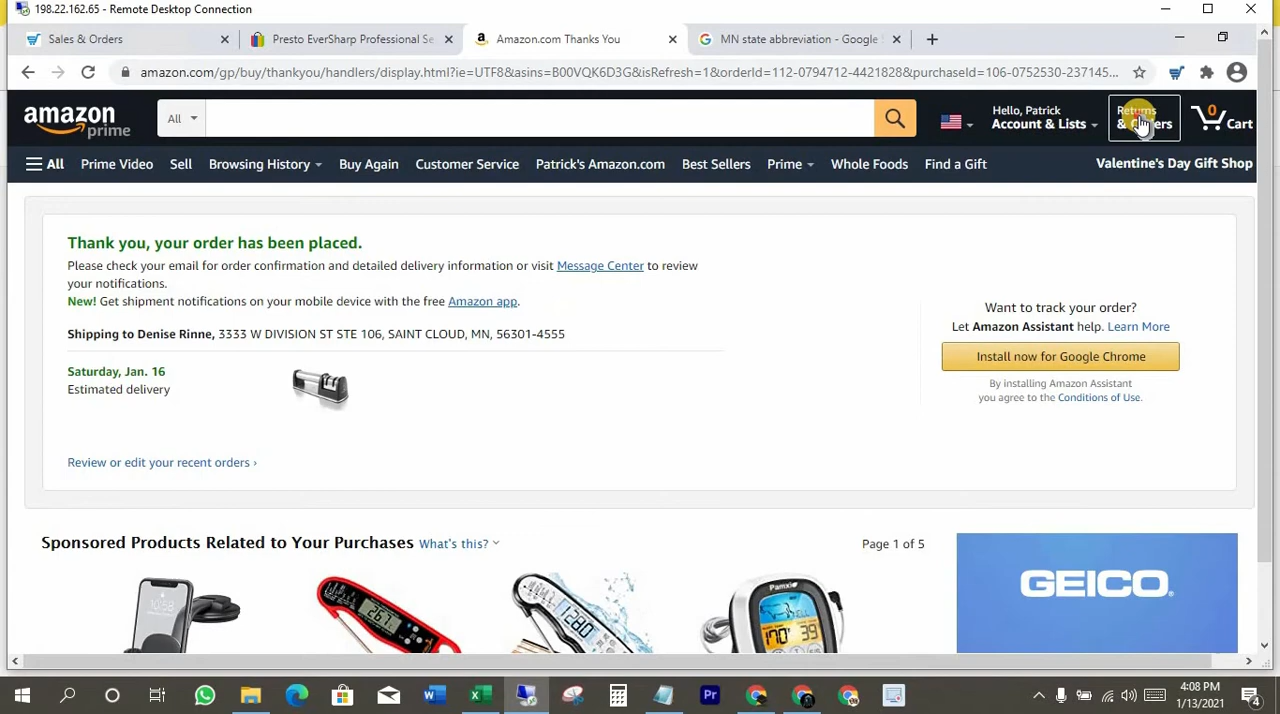 198.22.162.65 - Remote Desktop Connection
Sales & Orders
Presto EverSharp Professional Se
Amazon.com Thanks You
MN state abbreviation - Google S
amazon.com/gp/buy/thankyou/handlers/display.html?ie=UTF8&asin=B00VQK6D3G&isRefresh=1&orderId=112-0794712-4421828&purchaseId=106-0752530-237145...
amazon prime
All
Hello, Patrick
Account & Lists
Returns
& Orders
0
Cart
All
Prime Video
Sell
Browsing History
Buy Again
Customer Service
Patrick's Amazon.com
Best Sellers
Prime
Whole Foods
Find a Gift
Valentine's Day Gift Shop
Thank you, your order has been placed.
Please check your email for order confirmation and detailed delivery information or visit Message Center to review
your notifications.
New! Get shipment notifications on your mobile device with the free Amazon app.
Shipping to Denise Rinne, 3333 W DIVISION ST STE 106, SAINT CLOUD, MN, 56301-4555
Saturday, Jan. 16
Estimated delivery
Review or edit your recent orders ›
Want to track your order?
Let Amazon Assistant help. Learn More
Install now for Google Chrome
By installing Amazon Assistant
you agree to the Conditions of Use.
Sponsored Products Related to Your Purchases What's this?
Page 1 of 5
GEICO
4:08 PM
1/13/2021